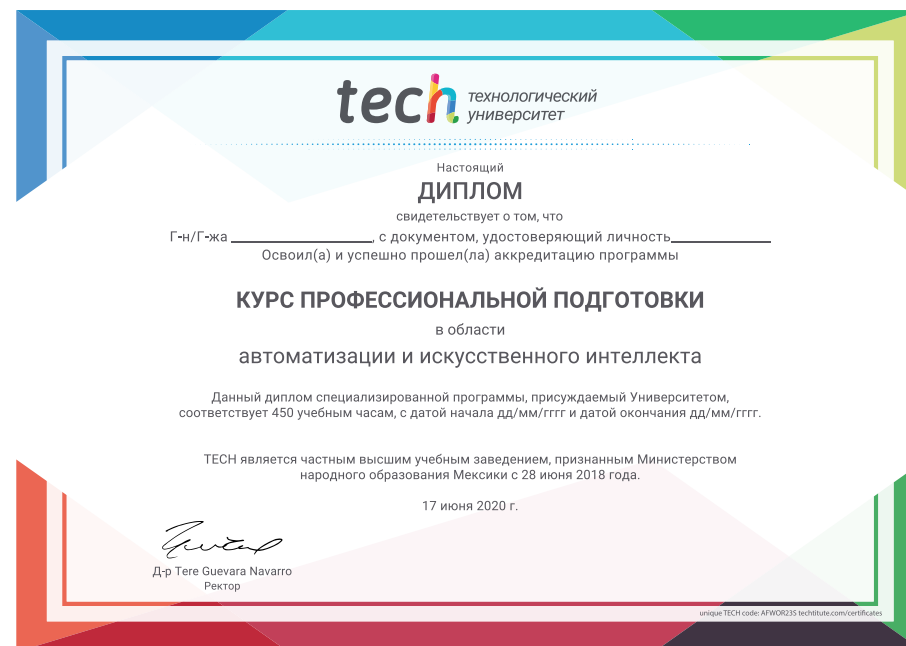 tech технологический
университет
Настоящий
ДИПЛОМ
свидетельствует о том, что
Г-н/Г-жа ____________________, с документом, удостоверяющий личность______________
Освоил(а) и успешно прошел(ла) аккредитацию программы
КУРС ПРОФЕССИОНАЛЬНОЙ ПОДГОТОВКИ
в области
автоматизации и искусственного интеллекта
Данный диплом специализированной программы, присуждаемый Университетом,
соответствует 450 учебным часам, с датой начала дд/мм/гггг и датой окончания дд/мм/гггг.
TECH является частным высшим учебным заведением, признанным Министерством
народного образования Мексики с 28 июня 2018 года.
17 июня 2020 г.
Д-р Tere Guevara Navarro
Ректор
unique TECH code: AFWOR23S techtitute.com/certificates